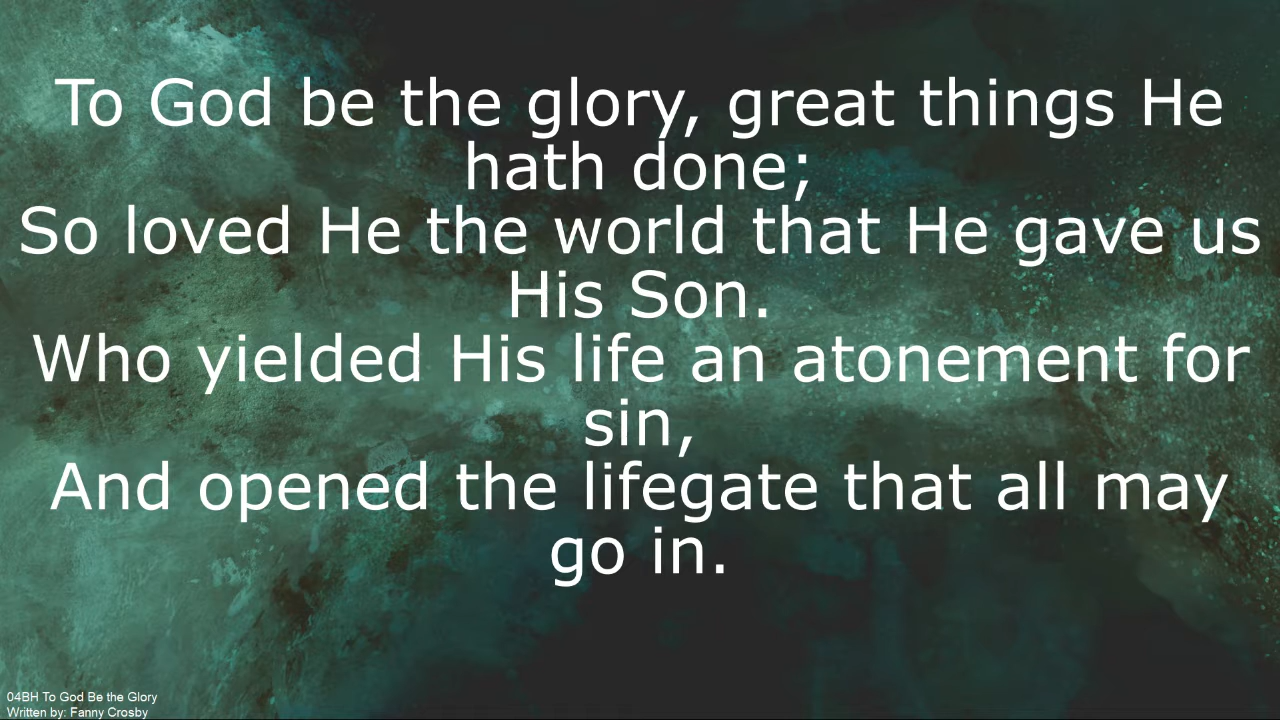 To God be the glory, great things He
hath done;
So loved He the world that He gave us
His Son.
Who yielded His life an atonement for
sin,
And opened the lifegate that all may
go in.
04BH To God Be the Glory
Written by: Fanny Crosby